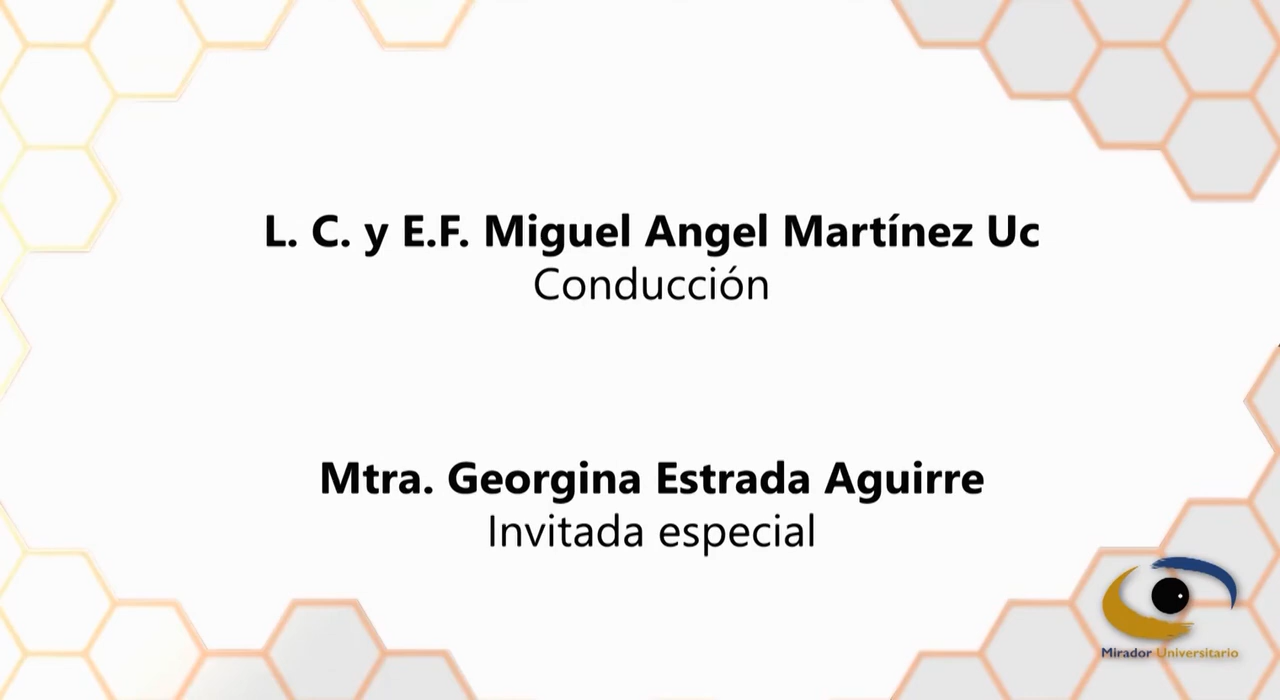 L. C. y E.F. Miguel Angel Martínez Uc
Conducción
Mtra. Georgina Estrada Aguirre
Invitada especial
Mirador Universitario